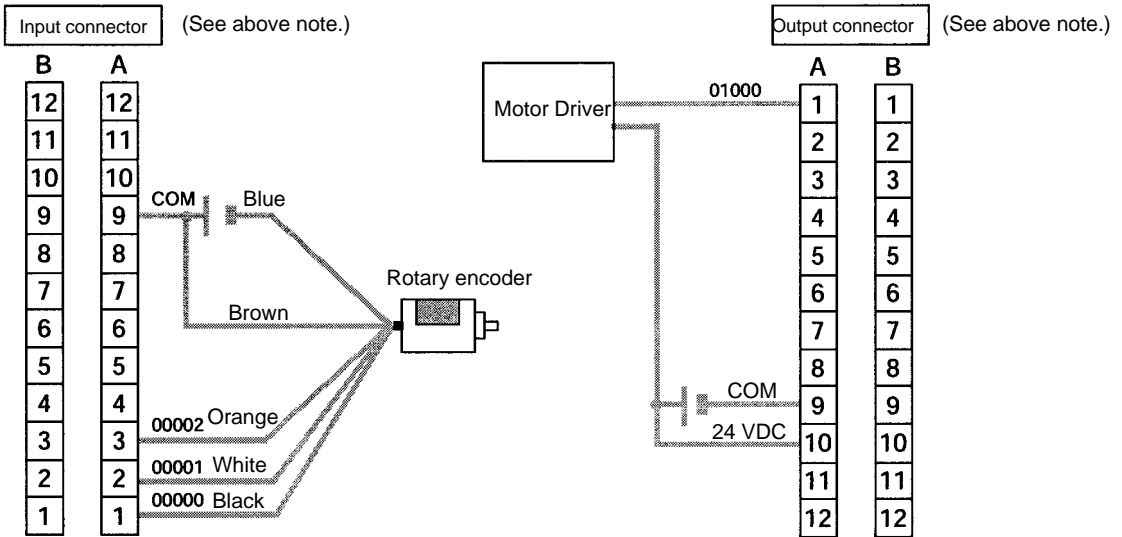 Input connector (See above note.)
Output connector (See above note.)
B A
A B
12 12
11 11
10 10
9 9
8 8
7 7
6 6
5 5
4 4
3 3
2 2
1 1
COM Blue
Brown
Rotary encoder
00002 Orange
00001 White
00000 Black
Motor Driver
01000
COM
24 VDC
1 1
2 2
3 3
4 4
5 5
6 6
7 7
8 8
9 9
10 10
11 11
12 12